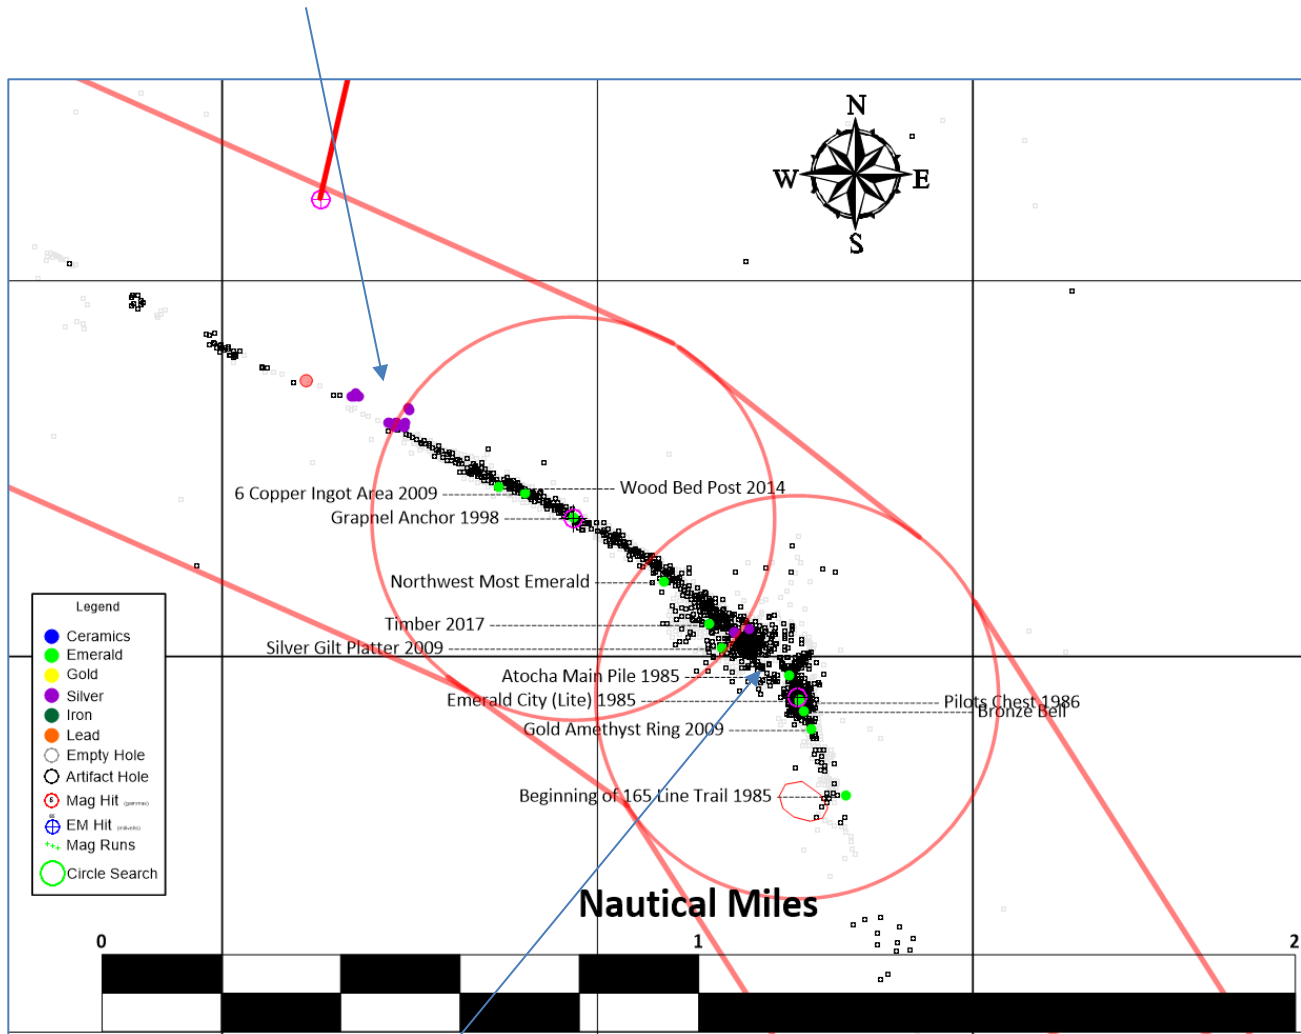 N
W
E
S
6 Copper Ingot Area 2009
Wood Bed Post 2014
Grapnel Anchor 1998
Northwest Most Emerald
Timber 2017
Silver Gilt Platter 2009
Atocha Main Pile 1985
Emerald City (Lite) 1985
Pilots Chest 1986
Bronze Bell
Gold Amethyst Ring 2009
Beginning of 165 Line Trail 1985
Legend
Ceramics
Emerald
Gold
Silver
Iron
Lead
Empty Hole
Artifact Hole
Mag Hit (gammas)
EM Hit (millivolts)
Mag Runs
Circle Search
Nautical Miles
0
1
2